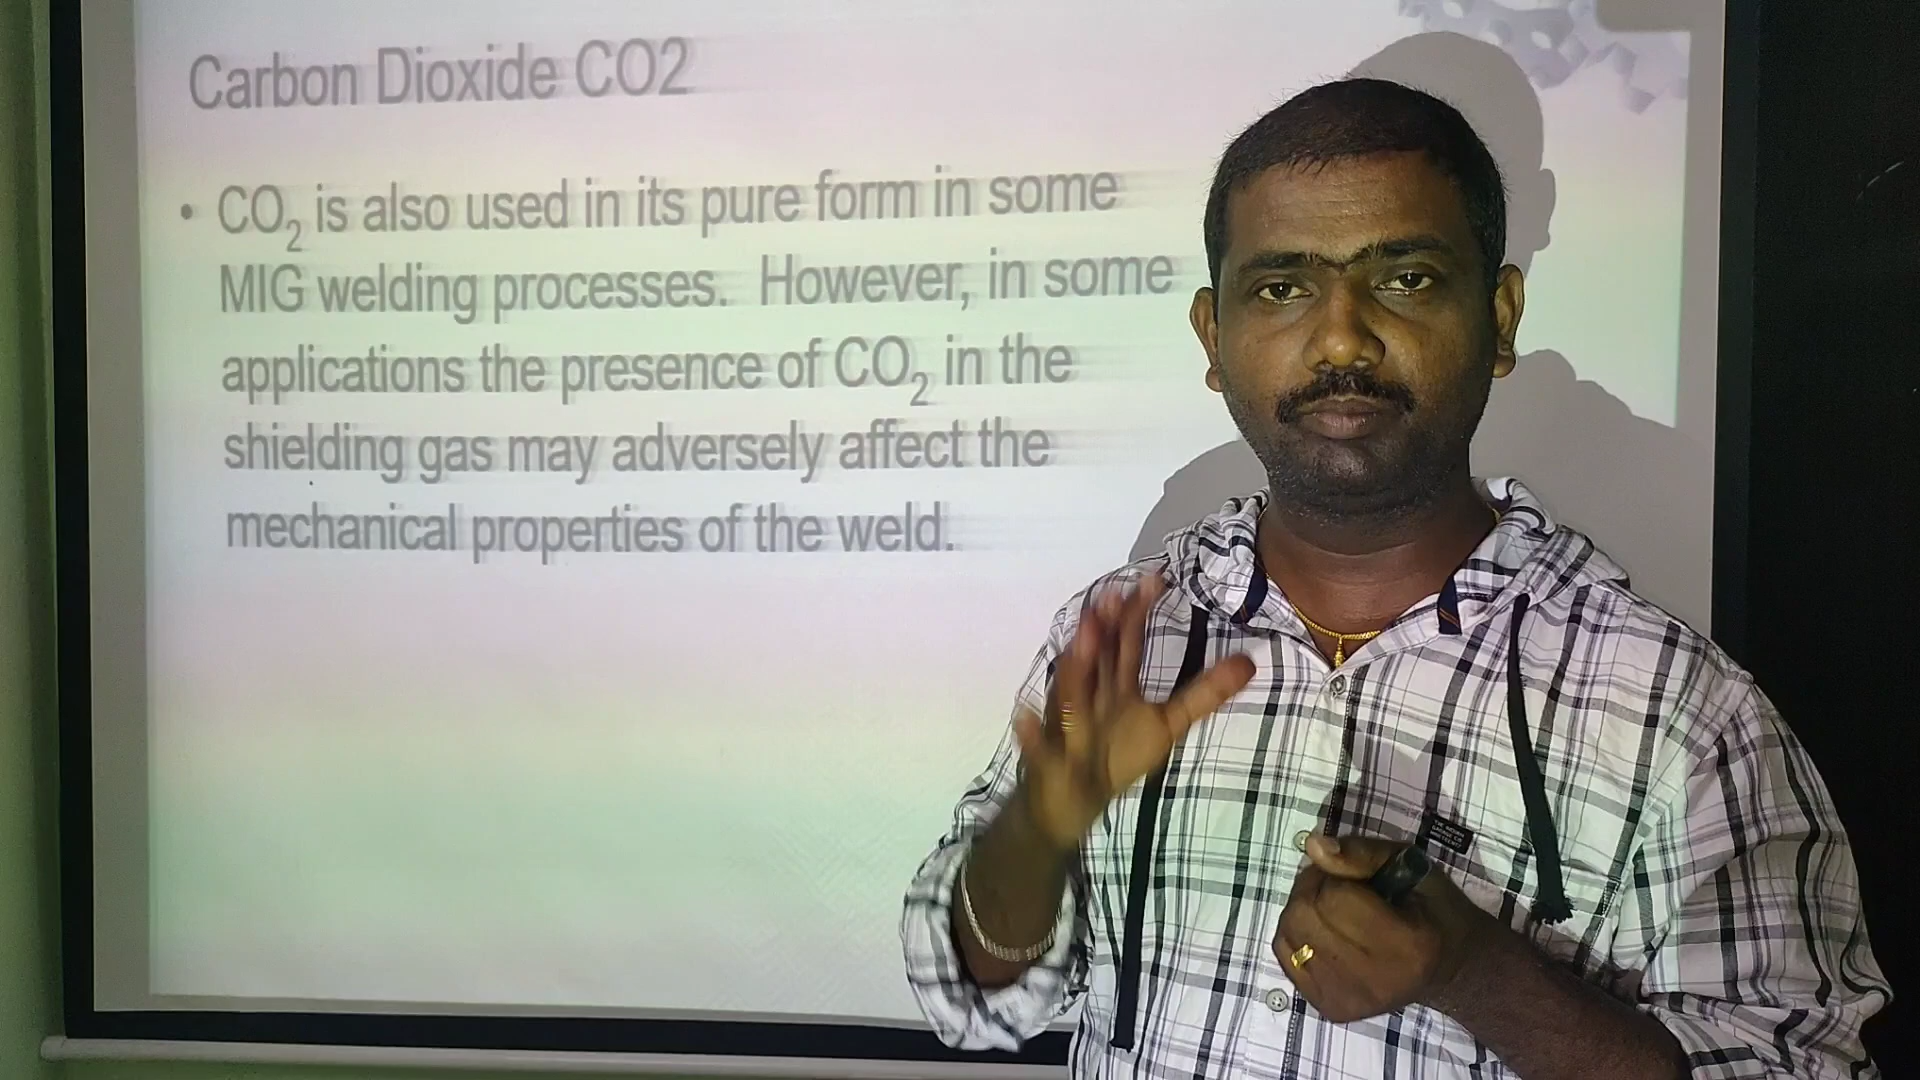 Carbon Dioxide CO2
• CO₂ is also used in its pure form in some
MIG welding processes. However, in some
applications the presence of CO₂ in the
shielding gas may adversely affect the
mechanical properties of the weld.